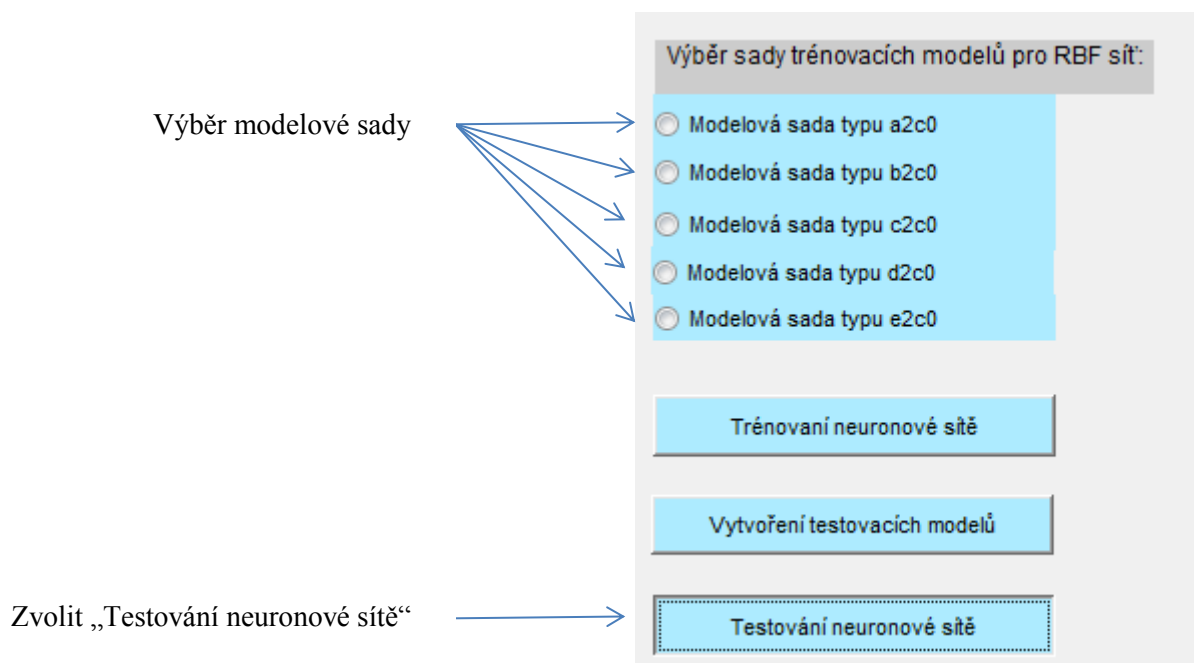 Výběr sady trénovacích modelů pro RBF síť:
Výběr modelové sady
Modelová sada typu a2c0
Modelová sada typu b2c0
Modelová sada typu c2c0
Modelová sada typu d2c0
Modelová sada typu e2c0
Trénovaní neuronové sítě
Vytvoření testovacích modelů
Zvolit „Testování neuronové sítě“
Testování neuronové sítě